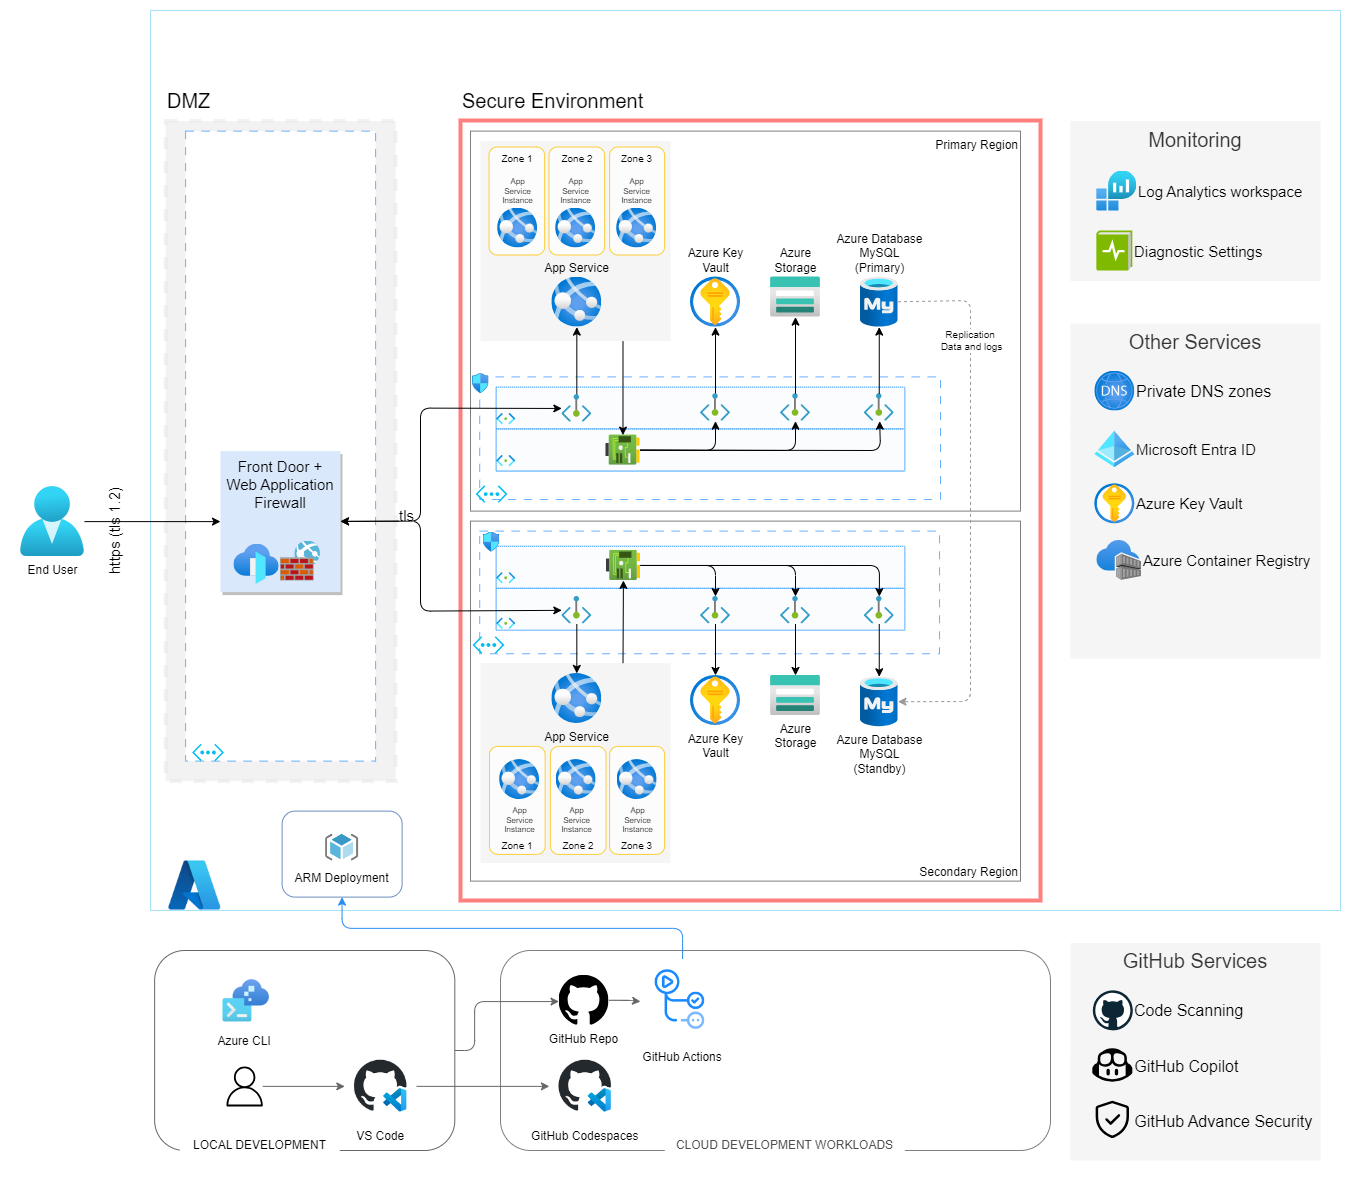 DMZ
Secure Environment
Primary Region
Zone 1
Zone 2
Zone 3
App
Service
Instance
App
Service
Instance
App
Service
Instance
App Service
Azure Key
Vault
Azure
Storage
Azure Database
MySQL
(Primary)
My
Replication
Data and logs
Front Door +
Web Application
Firewall
https (tls 1.2)
End User
tls
My
App Service
Azure Key
Vault
Azure
Storage
Azure Database
MySQL
(Standby)
App
Service
Instance
App
Service
Instance
App
Service
Instance
Zone 1
Zone 2
Zone 3
Secondary Region
Monitoring
Log Analytics workspace
Diagnostic Settings
Other Services
DNS
Private DNS zones
Microsoft Entra ID
Azure Key Vault
Azure Container Registry
ARM Deployment
Azure CLI
VS Code
LOCAL DEVELOPMENT
GitHub Repo
GitHub Actions
GitHub Codespaces
CLOUD DEVELOPMENT WORKLOADS
GitHub Services
Code Scanning
GitHub Copilot
GitHub Advance Security